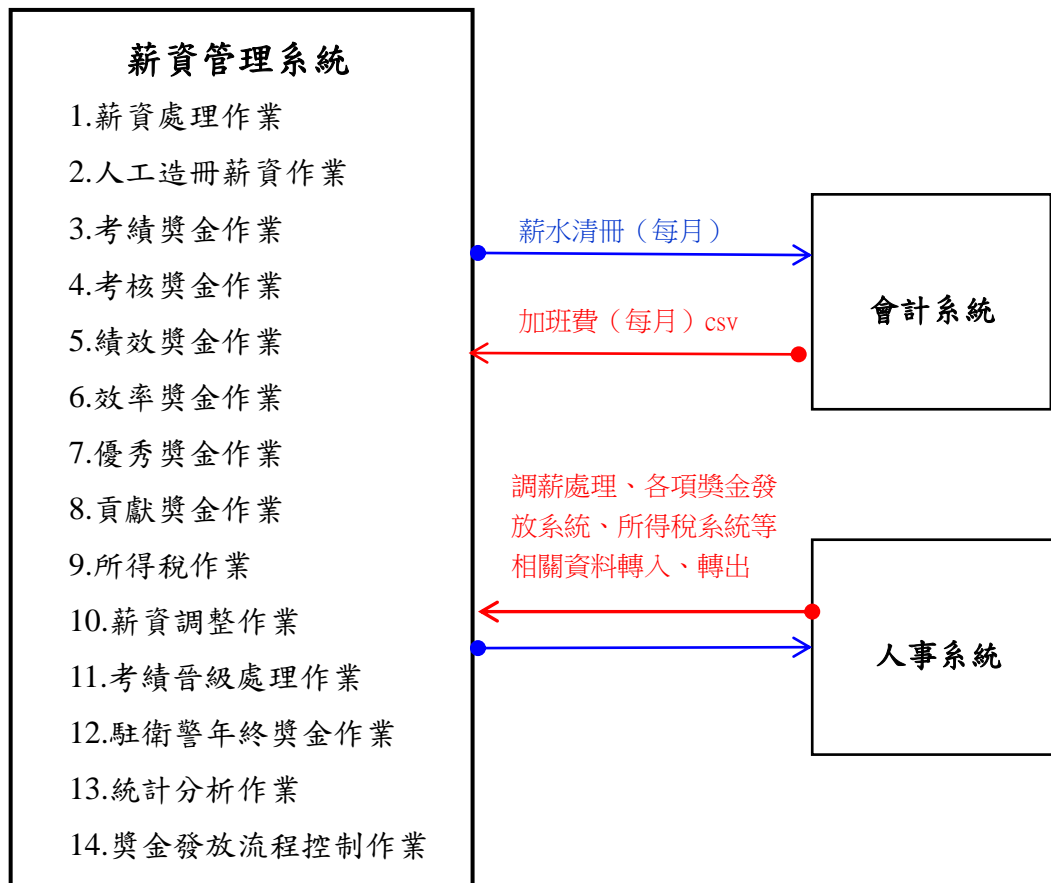 薪資管理系統
1.薪資處理作業
2.人工造冊薪資作業
3.考績獎金作業
4.考核獎金作業
5.績效獎金作業
6.效率獎金作業
7.優秀獎金作業
8.貢獻獎金作業
9.所得稅作業
10.薪資調整作業
11.考績晉級處理作業
12.駐衛警年終獎金作業
13.統計分析作業
14.獎金發放流程控制作業
薪水清冊（每月）
加班費（每月）csv
會計系統
調薪處理、各項獎金發
放系統、所得稅系統等
相關資料轉入、轉出
人事系統